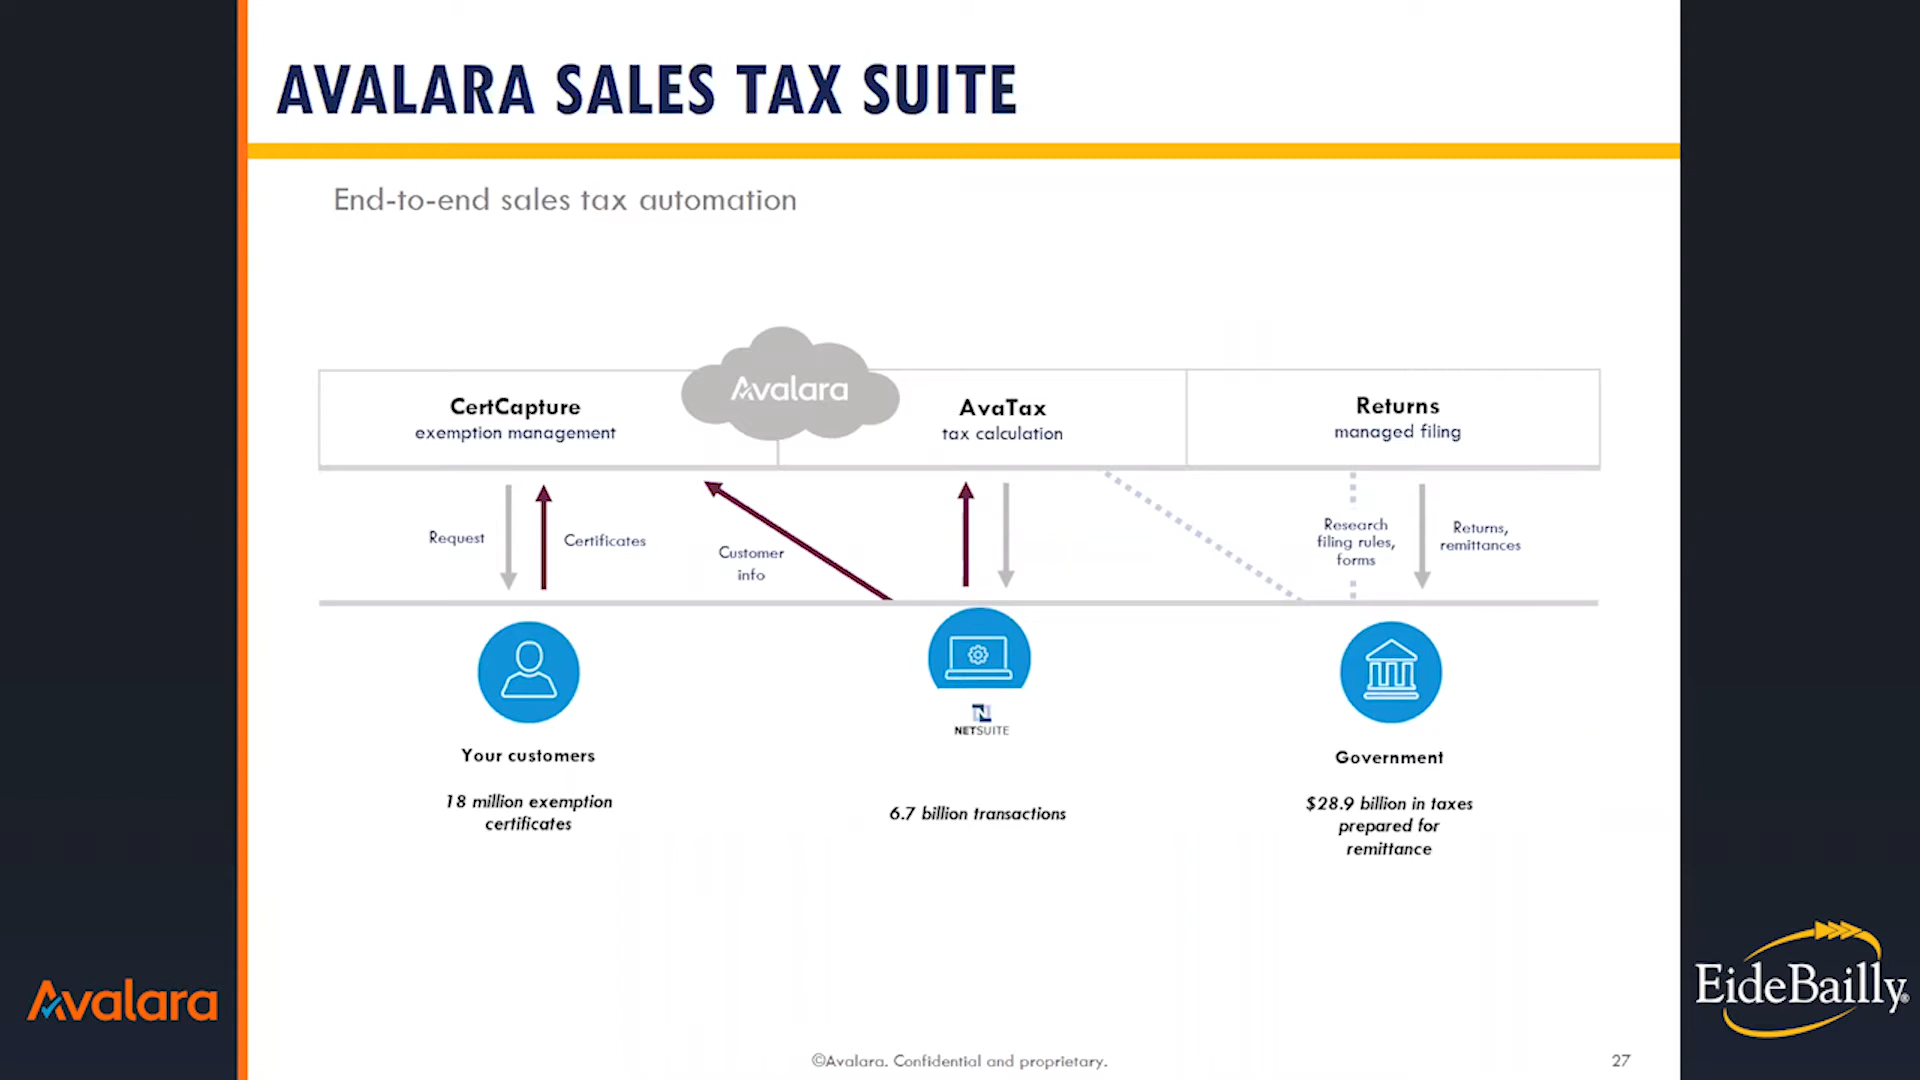 AVALARA SALES TAX SUITE
End-to-end sales tax automation
Avalara
CertCapture
exemption management
AvaTax
tax calculation
Returns
managed filing
Request
Certificates
Customer
info
Research
filing rules,
forms
Returns,
remittances
NETSUITE
Your customers
18 million exemption
certificates
6.7 billion transactions
Government
$28.9 billion in taxes
prepared for
remittance
Avalara
EideBailly®
©Avalara. Confidential and proprietary.
27